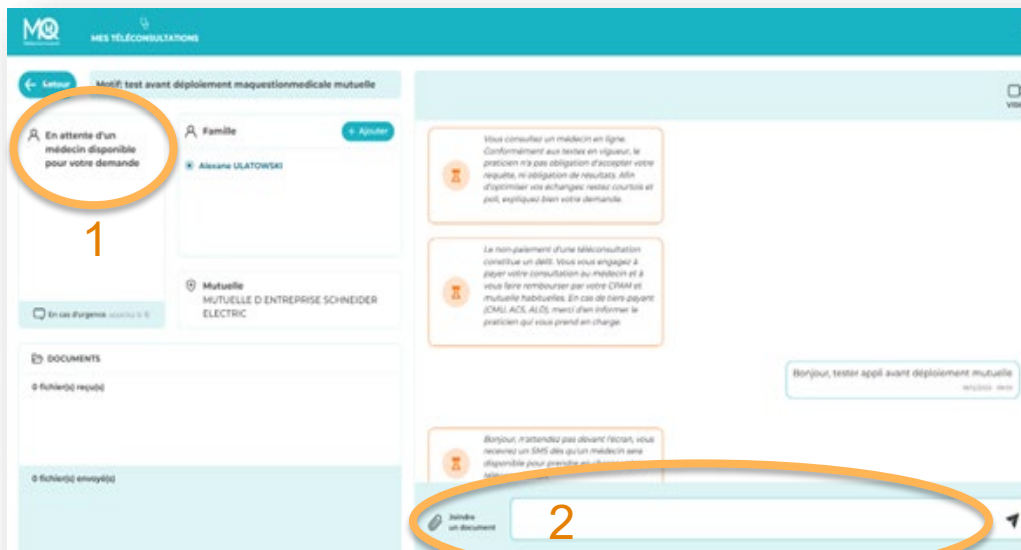 MQ
MES TÉLÉCONSULTATIONS
← Retour
Motif: test avant déploiement maquestionmedicale mutuelle
En attente d'un
médecin disponible
pour votre demande
1
En cas d'urgence
Famille
+ Ajouter
Alexane ULATOWSKI
Mutuelle
MUTUELLE D ENTREPRISE SCHNEIDER
ELECTRIC
DOCUMENTS
0 fichier(s) reçu(s)
0 fichier(s) envoyé(s)
Vous consultez un médecin en ligne.
Conformément aux textes en vigueur, le
praticien n'a pas obligation d'accepter votre
requête, ni obligation de résultats. Afin
d'optimiser vos échanges: restez courtois et
poli, expliquez bien votre demande.
Le non-paiement d'une téléconsultation
constitue un délit. Vous vous engagez à
payer votre consultation au médecin et à
vous faire rembourser par votre CPAM et
mutuelle habituelles. En cas de tiers-payant
(CMU, ACS, ALD), merci d'en informer le
praticien qui vous prend en charge.
Bonjour, tester appli avant déploiement mutuelle
Bonjour, n'attendez pas devant l'écran, vous
recevrez un SMS dès qu'un médecin sera
disponible pour prendre en charge
Joindre
un document
2